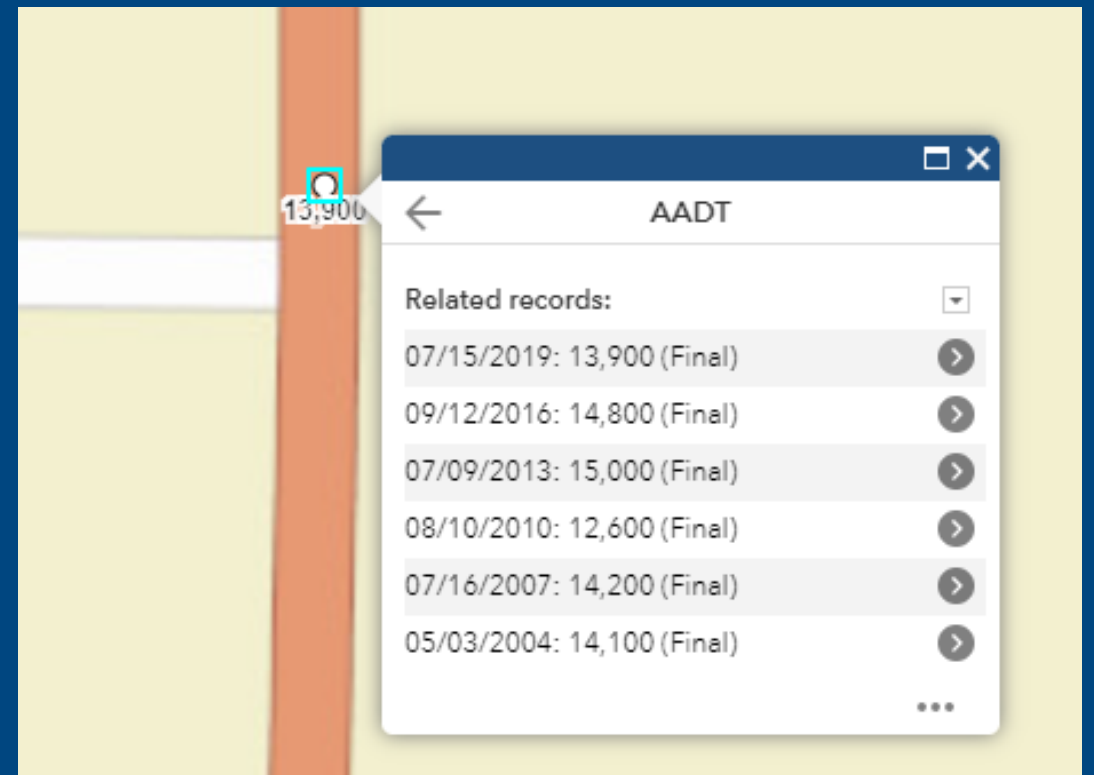 13,900
AADT
Related records:
07/15/2019: 13,900 (Final)
09/12/2016: 14,800 (Final)
07/09/2013: 15,000 (Final)
08/10/2010: 12,600 (Final)
07/16/2007: 14,200 (Final)
05/03/2004: 14,100 (Final)